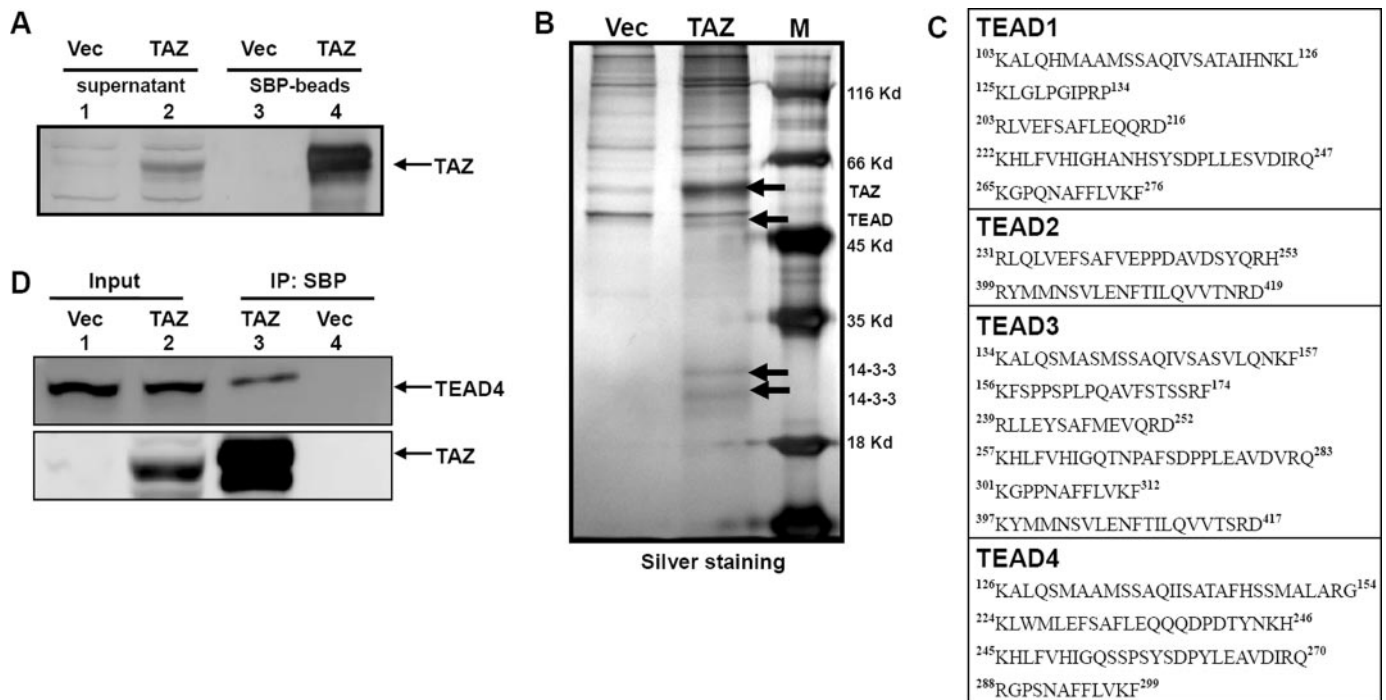 A
Vec TAZ Vec TAZ
supernatant SBP-beads
1 2 3 4
TAZ
D
Input IP: SBP
Vec TAZ TAZ Vec
1 2 3 4
TEAD4
TAZ
B
Vec TAZ M
116 Kd
66 Kd
TAZ
TEAD
45 Kd
35 Kd
14-3-3
14-3-3
18 Kd
Silver staining
C
TEAD1
103KALQHMAAMSSAQIVSATAIHNKL126
125KLGLPGIPRP134
203RLVEFSAFLEQQRD216
222KHLFVHIGHANHSYSDPLLESVDIRQ247
265KGPQNAFFLVKF276
TEAD2
231RLQLVEFSAFVEPPDAVDSYQRH253
399RYMMNSVLENFTILQVVTNRD419
TEAD3
134KALQSMASMSSAQIVSASVLQNKF157
156KFSPPSPLPQAVFSTSSRF174
239RLLEYSAFMEVQRD252
257KHLFVHIGQTNPAFSDPPLEAVDVRQ283
301KGPPNAFFLVKF312
397KYMMNSVLENFTILQVVTSRD417
TEAD4
126KALQSMAAMSSAQIISATAFHSSMALARG154
224KLWMLEFSAFLEQQQDPDTYNKH246
245KHLFVHIGQSSPSYSDPYLEAVDIRQ270
288RGPSNAFFLVKF299